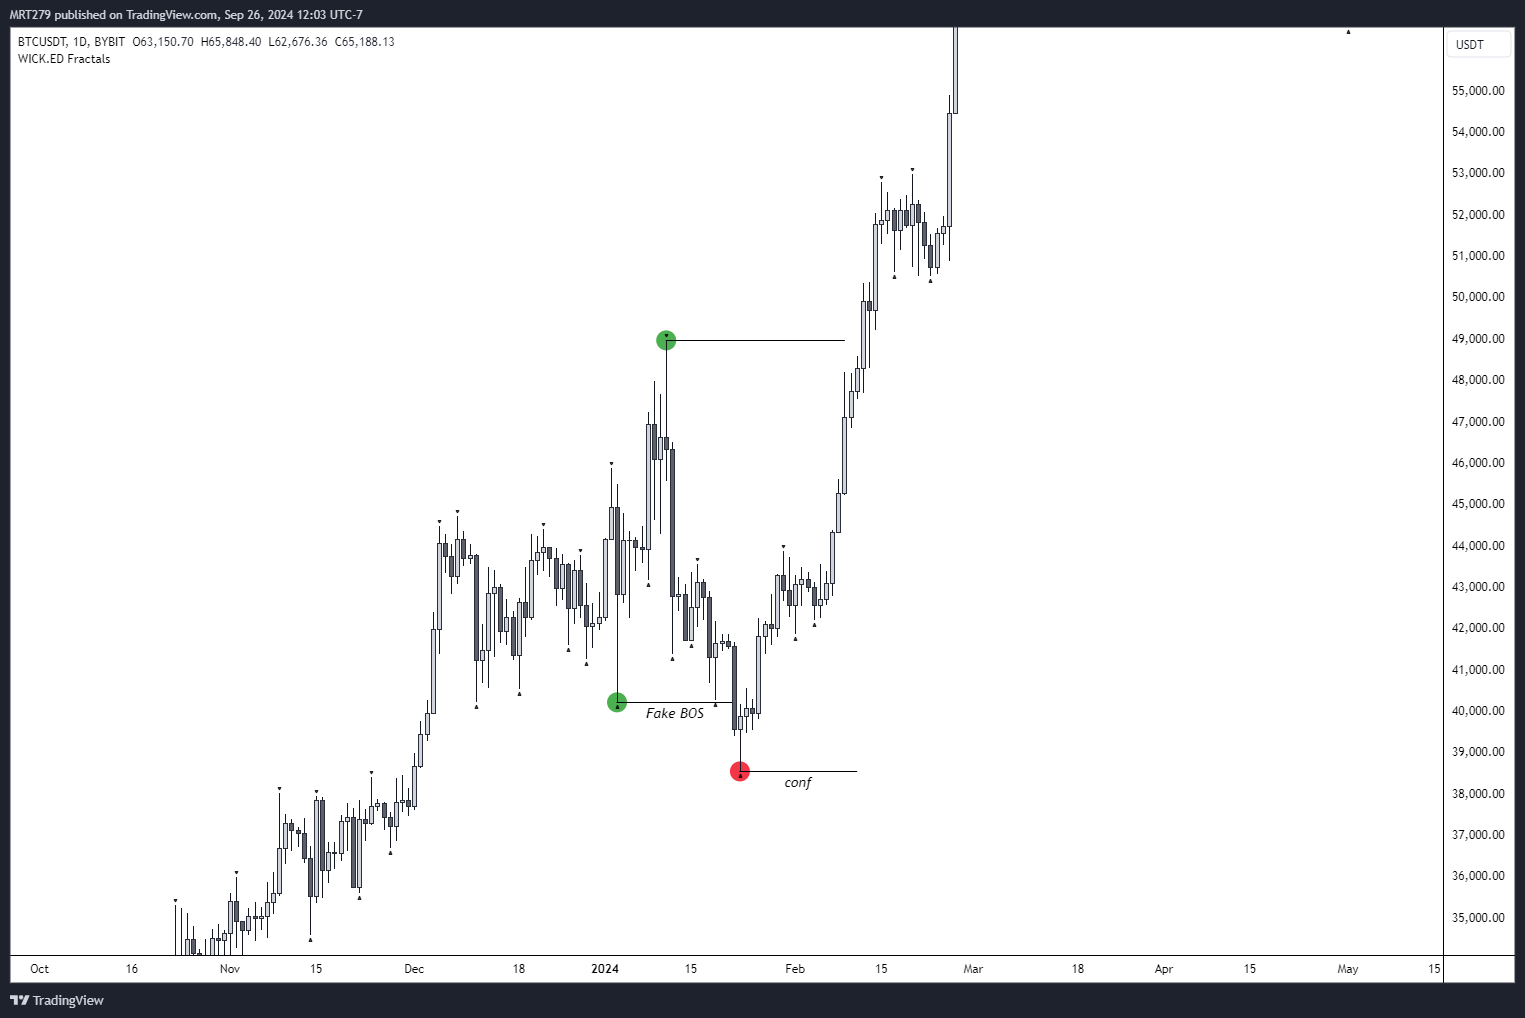 MRT279 published on TradingView.com, Sep 26, 2024 12:03 UTC-7
BTCUSDT, 1D, BYBIT O63,150.70 H65,848.40 L62,676.36 C65,188.13
WICK.ED Fractals
USDT
55,000.00
54,000.00
53,000.00
52,000.00
51,000.00
50,000.00
49,000.00
48,000.00
47,000.00
46,000.00
45,000.00
44,000.00
43,000.00
42,000.00
41,000.00
40,000.00
39,000.00
38,000.00
37,000.00
36,000.00
35,000.00
Fake BOS
conf
Oct 16 Nov 15 Dec 18 2024 15 Feb 15 Mar 18 Apr 15 May 15
TradingView